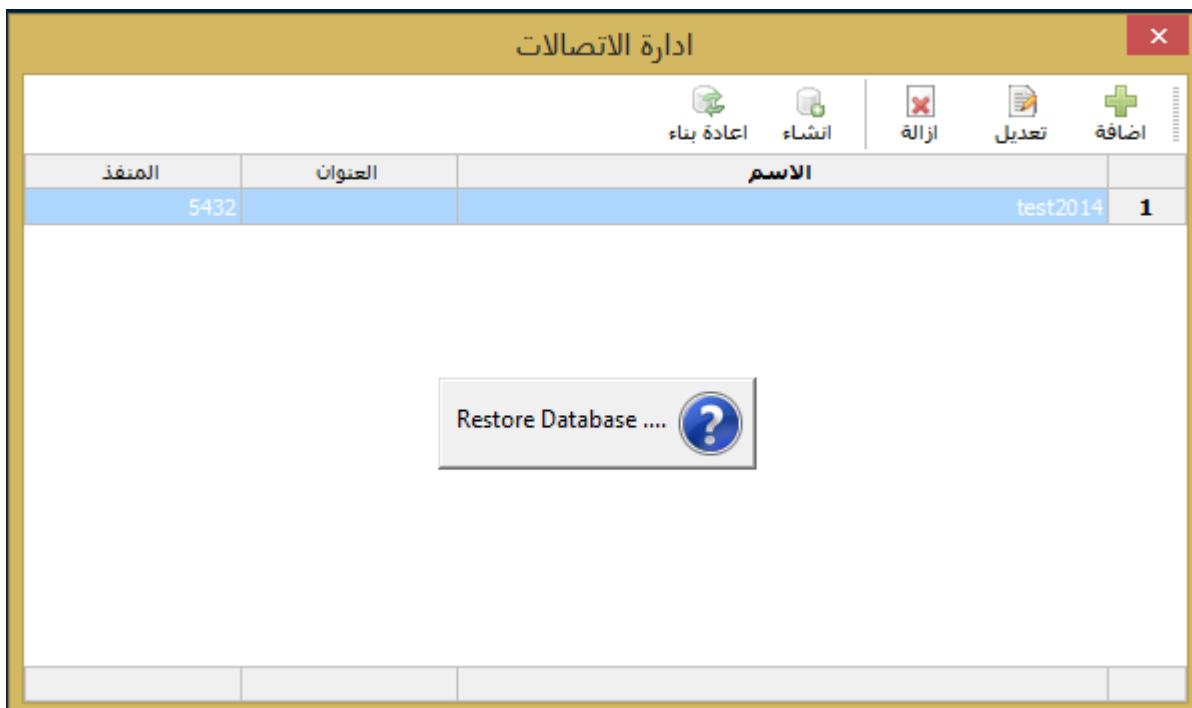 ادارة الاتصالات
اضافة تعديل ازالة انشاء اعادة بناء
الاسم العنوان المنفذ
1 test2014 5432
Restore Database ....